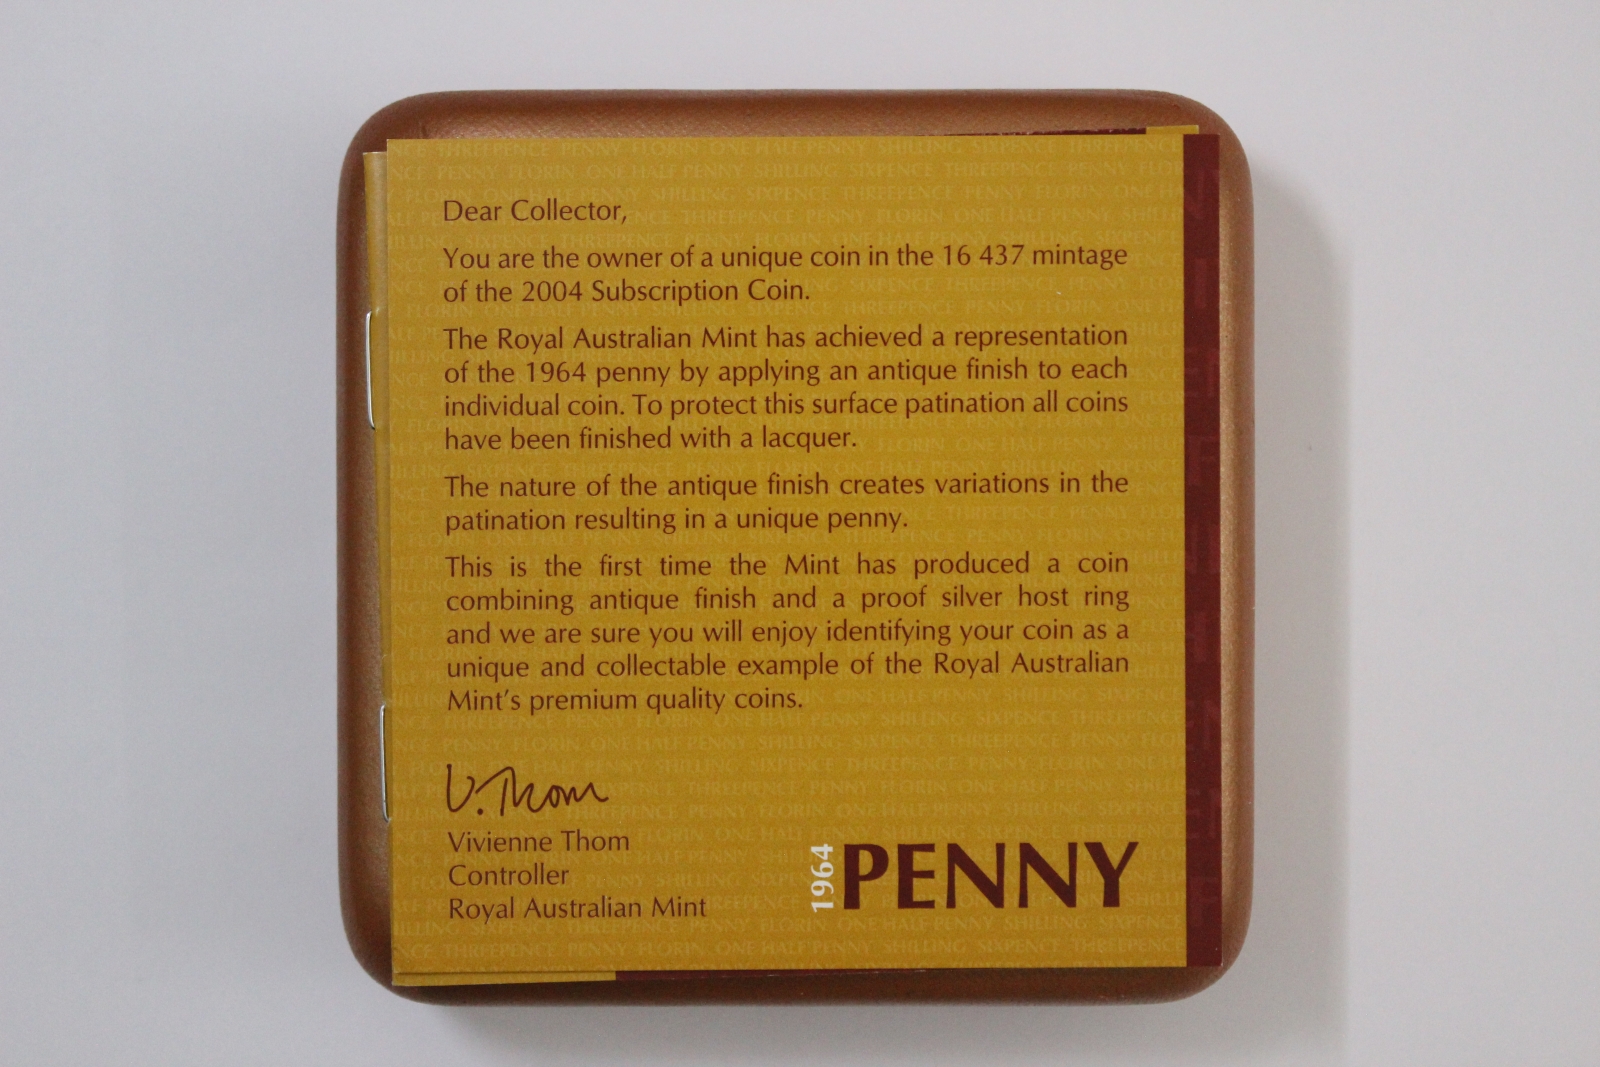 Dear Collector,
You are the owner of a unique coin in the 16 437 mintage
of the 2004 Subscription Coin.
The Royal Australian Mint has achieved a representation
of the 1964 penny by applying an antique finish to each
individual coin. To protect this surface patination all coins
have been finished with a lacquer.
The nature of the antique finish creates variations in the
patination resulting in a unique penny.
This is the first time the Mint has produced a coin
combining antique finish and a proof silver host ring
and we are sure you will enjoy identifying your coin as a
unique and collectable example of the Royal Australian
Mint's premium quality coins.
V. Thom
Vivienne Thom
Controller
Royal Australian Mint
1964 PENNY